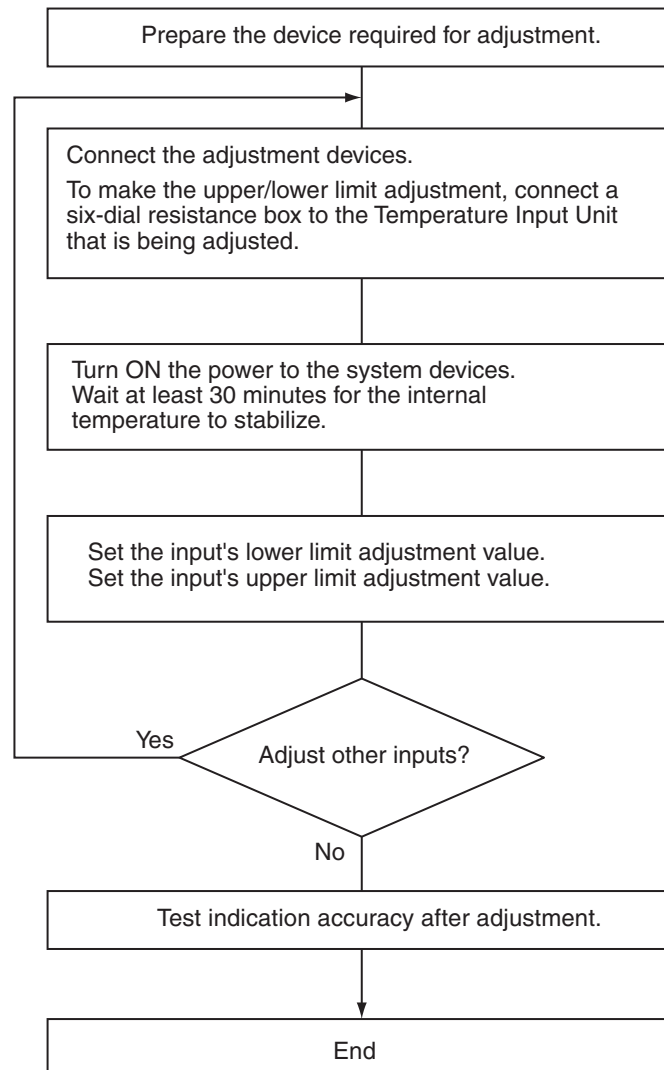 Prepare the device required for adjustment.
Connect the adjustment devices.
To make the upper/lower limit adjustment, connect a
six-dial resistance box to the Temperature Input Unit
that is being adjusted.
Turn ON the power to the system devices.
Wait at least 30 minutes for the internal
temperature to stabilize.
Set the input's lower limit adjustment value.
Set the input's upper limit adjustment value.
Yes
Adjust other inputs?
No
Test indication accuracy after adjustment.
End